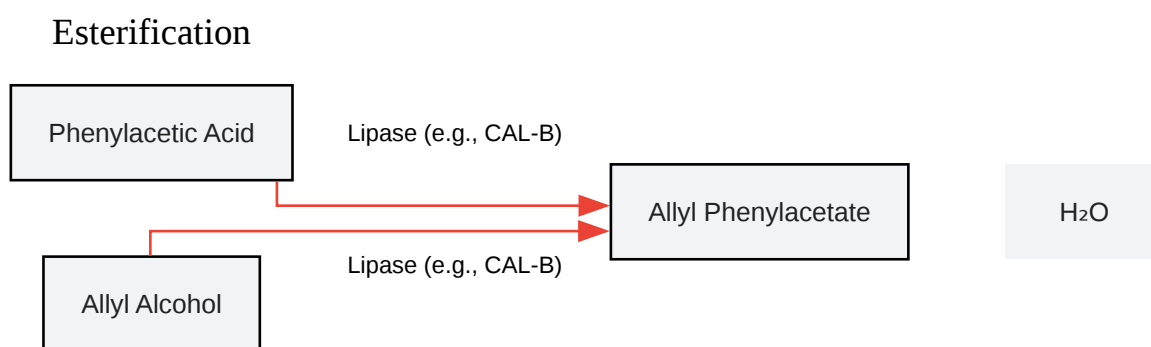 Esterification
Phenylacetic Acid
Lipase (e.g., CAL-B)
Allyl Phenylacetate
H₂O
Lipase (e.g., CAL-B)
Allyl Alcohol